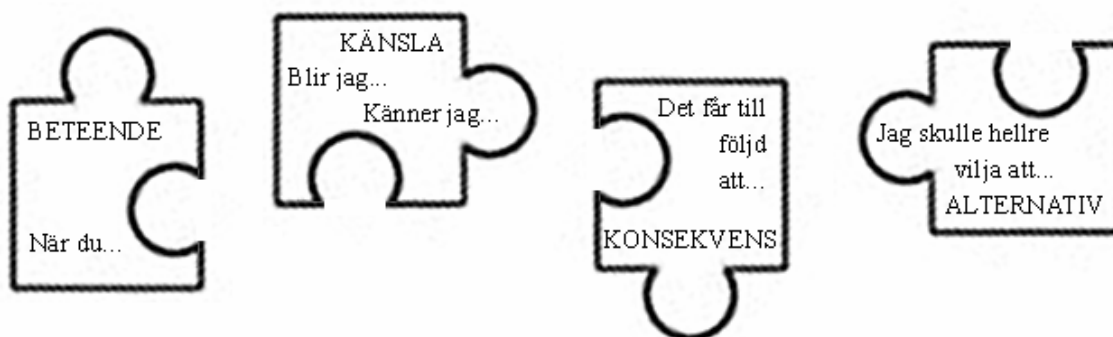 BETEENDE
När du...
KÄNSLA
Blir jag...
Känner jag...
Det får till
följd
att...
KONSEKVENS
Jag skulle hellre
vilja att...
ALTERNATIV